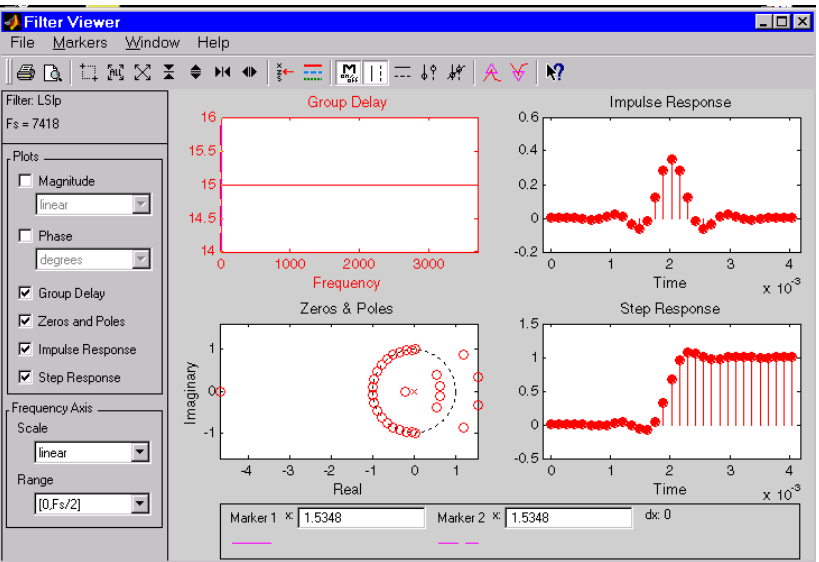 Filter Viewer
File Markers Window Help
Filter: LSlp
Fs = 7418
Plots
Magnitude
linear
Phase
degrees
Group Delay
Zeros and Poles
Impulse Response
Step Response
Frequency Axis
Scale
linear
Range
[0,Fs/2]
Group Delay
16
15.5
15
14.5
14
0 1000 2000 3000
Frequency
Impulse Response
0.6
0.4
0.2
0
-0.2
0 1 2 3 4
Time
x 10-3
Zeros & Poles
Imaginary
1
0
-1
-4 -3 -2 -1 0 1
Real
Step Response
1.5
1
0.5
0
-0.5
0 1 2 3 4
Time
x 10-3
Marker 1 x: 1.5348 Marker 2 x: 1.5348 dx: 0